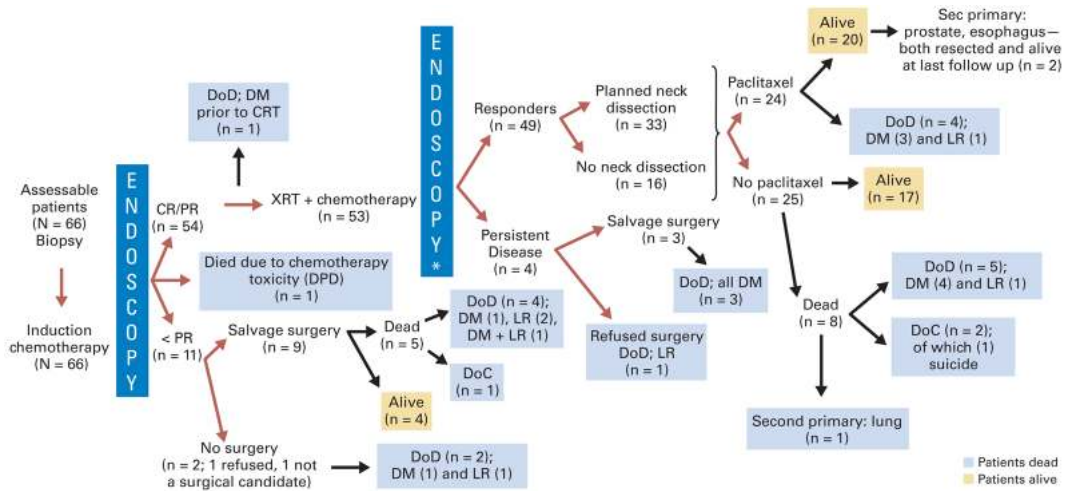 Assessable
patients
(N = 66)
Biopsy
Induction
chemotherapy
(N = 66)
E
N
D
O
S
C
O
P
Y
CR/PR
(n = 54)
DoD; DM
prior to CRT
(n = 1)
XRT + chemotherapy
(n = 53)
Died due to chemotherapy
toxicity (DPD)
(n = 1)
< PR
(n = 11)
Salvage surgery
(n = 9)
Dead
(n = 5)
DoD (n = 4);
DM (1), LR (2),
DM + LR (1)
DoC
(n = 1)
Alive
(n = 4)
No surgery
(n = 2; 1 refused, 1 not
a surgical candidate)
DoD (n = 2);
DM (1) and LR (1)
E
N
D
O
S
C
O
P
Y
*
Responders
(n = 49)
Planned neck
dissection
(n = 33)
No neck dissection
(n = 16)
Persistent
Disease
(n = 4)
Salvage surgery
(n = 3)
DoD; all DM
(n = 3)
Refused surgery
DoD; LR
(n = 1)
Paclitaxel
(n = 24)
Alive
(n = 20)
Sec primary:
prostate, esophagus—
both resected and alive
at last follow up (n = 2)
DoD (n = 4);
DM (3) and LR (1)
No paclitaxel
(n = 25)
Alive
(n = 17)
Dead
(n = 8)
DoD (n = 5);
DM (4) and LR (1)
DoC (n = 2);
of which (1)
suicide
Second primary: lung
(n = 1)
Patients dead
Patients alive